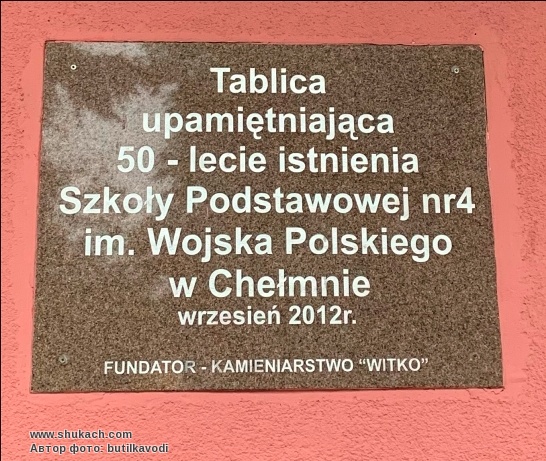 Tablica
upamiętniająca
50 - lecie istnienia
Szkoły Podstawowej nr4
im. Wojska Polskiego
w Chełmnie
wrzesień 2012r.
FUNDATOR - KAMIENIARSTWO “WITKO”
www.shukach.com
Автор фото: butilkavodi